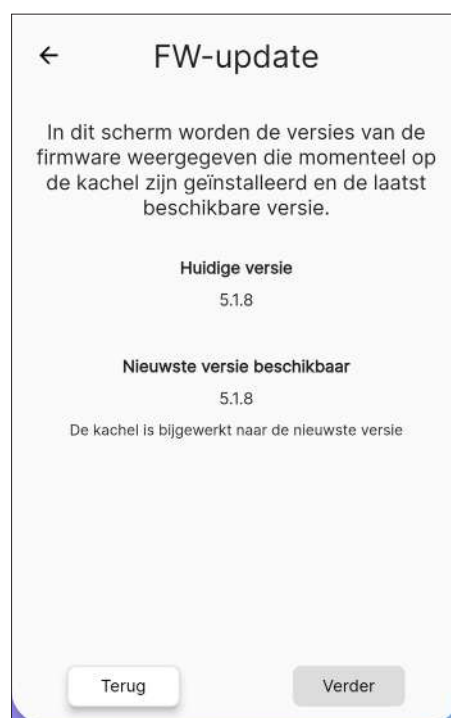 FW-update
In dit scherm worden de versies van de
firmware weergegeven die momenteel op
de kachel zijn geïnstalleerd en de laatst
beschikbare versie.
Huidige versie
5.1.8
Nieuwste versie beschikbaar
5.1.8
De kachel is bijgewerkt naar de nieuwste versie
Terug
Verder